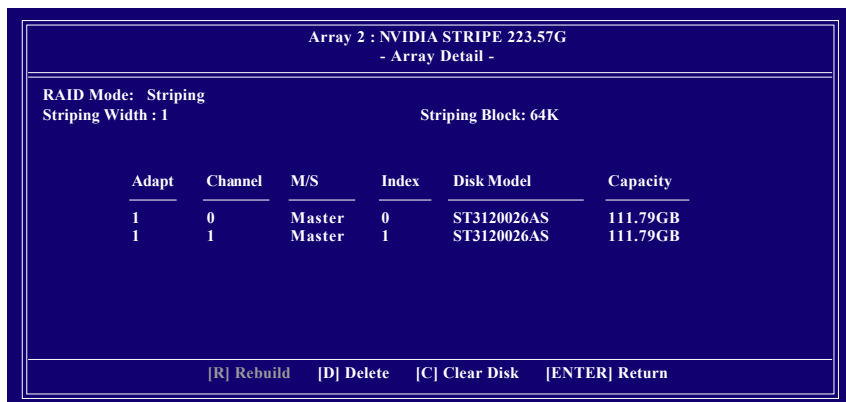 Array 2 : NVIDIA STRIPE 223.57G
- Array Detail -
RAID Mode: Striping
Striping Width : 1 Striping Block: 64K
Adapt Channel M/S Index Disk Model Capacity
1 0 Master 0 ST3120026AS 111.79GB
1 1 Master 1 ST3120026AS 111.79GB
[R] Rebuild [D] Delete [C] Clear Disk [ENTER] Return